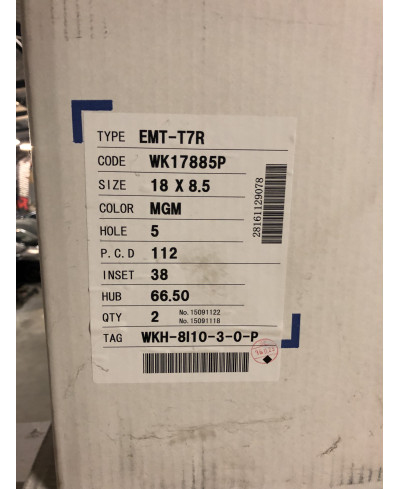 TYPE EMT-T7R
CODE WK17885P
SIZE 18 X 8.5
COLOR MGM
HOLE 5
P.C.D 112
INSET 38
HUB 66.50
QTY 2 No.15091122
No.15091118
TAG WKH-8I10-3-0-P
28161129078